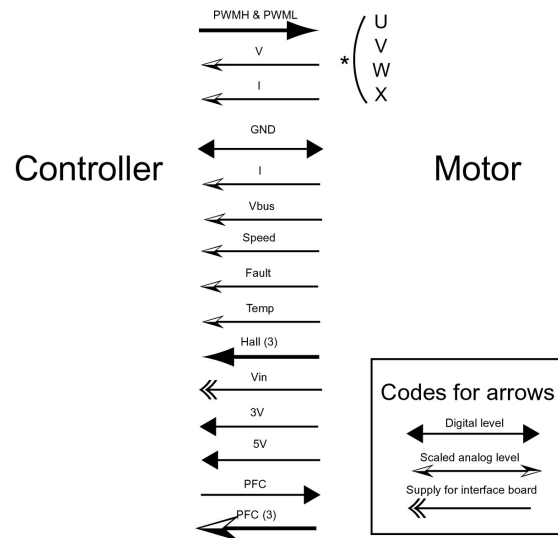 PWMH & PWML
V
I
*
U
V
W
X
GND
Controller
Motor
I
Vbus
Speed
Fault
Temp
Hall (3)
Vin
3V
5V
PFC
PFC (3)
Codes for arrows
Digital level
Scaled analog level
Supply for interface board